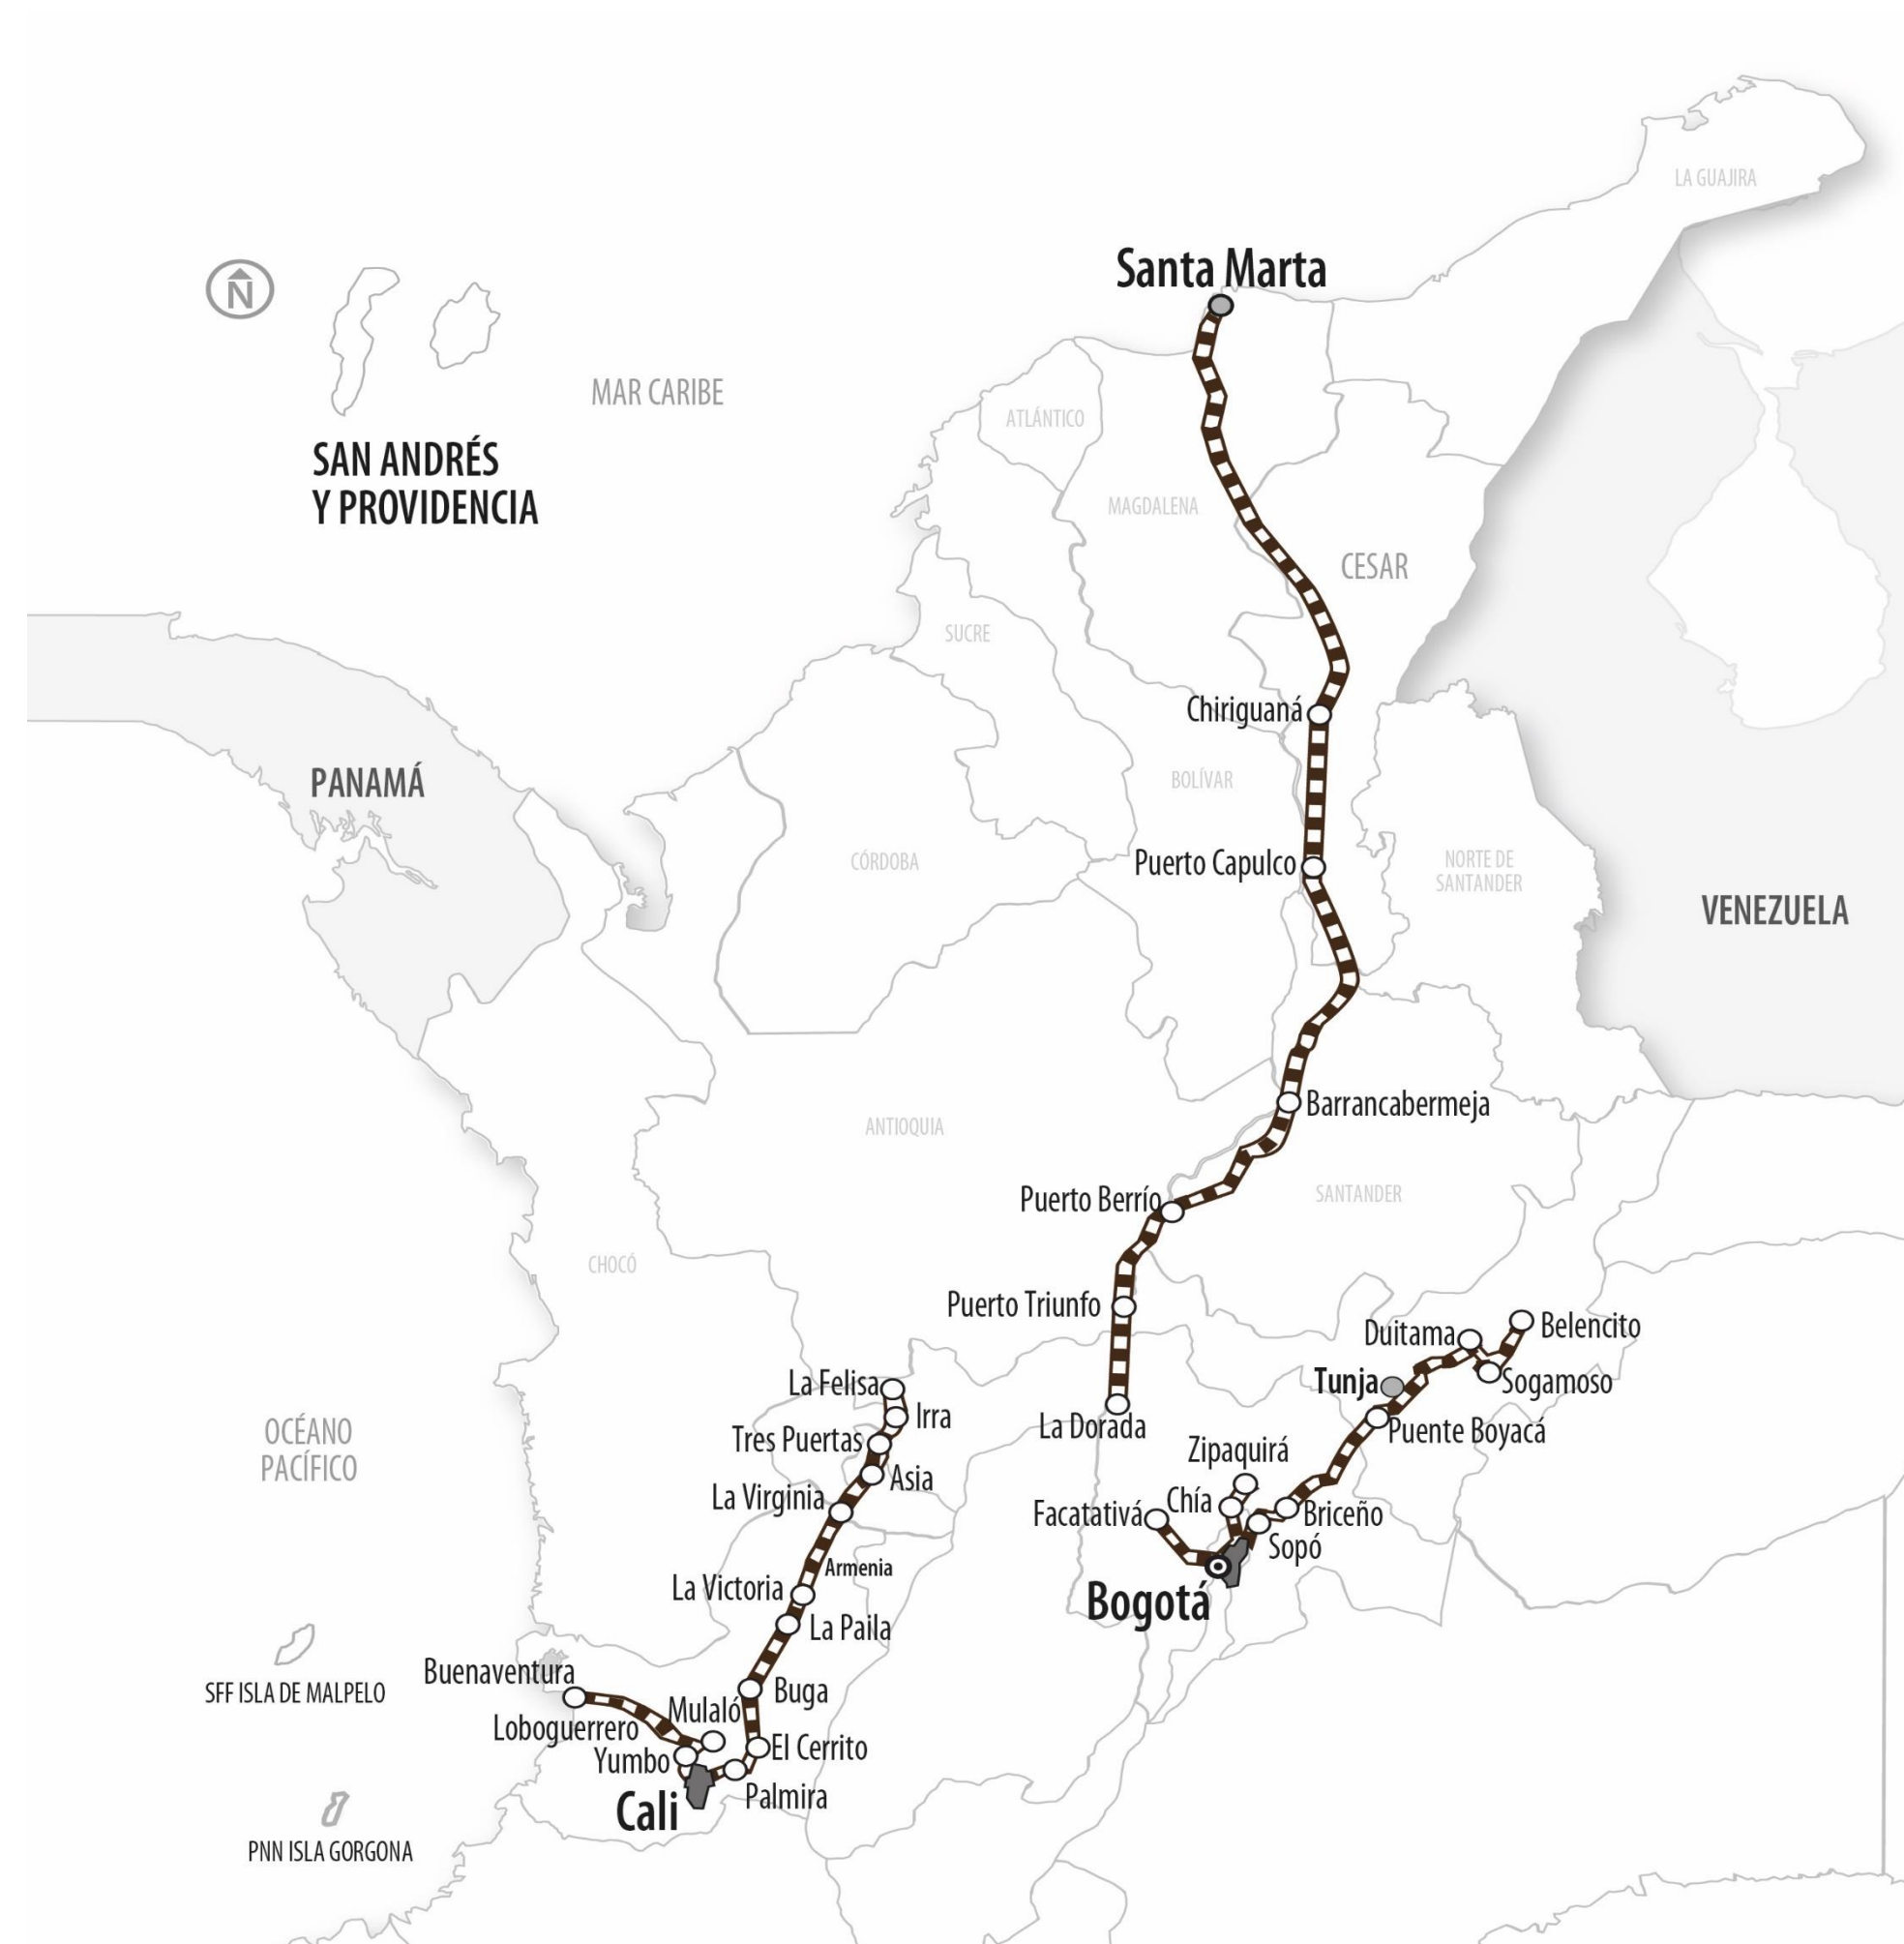 LA GUAJIRA
Santa Marta
N
MAR CARIBE
ATLÁNTICO
SAN ANDRÉS
Y PROVIDENCIA
MAGDALENA
CESAR
SUCRE
Chiriguaná
PANAMÁ
BOLÍVAR
CÓRDOBA
Puerto Capulco
NORTE DE
SANTANDER
VENEZUELA
Barrancabermeja
ANTIOQUIA
Puerto Berrío
SANTANDER
CHOCÓ
Puerto Triunfo
Duitama
Belencito
La Felisa
Tunja
Sogamoso
Irra
La Dorada
Puente Boyacá
OCÉANO
PACÍFICO
Tres Puertas
Zipaquirá
Asia
La Virginia
Chía
Facatativá
Briceño
Sopó
Armenia
La Victoria
Bogotá
La Paila
Buenaventura
SFF ISLA DE MALPELO
Buga
Mulaló
Loboguerrero
El Cerrito
Yumbo
Palmira
Cali
PNN ISLA GORGONA